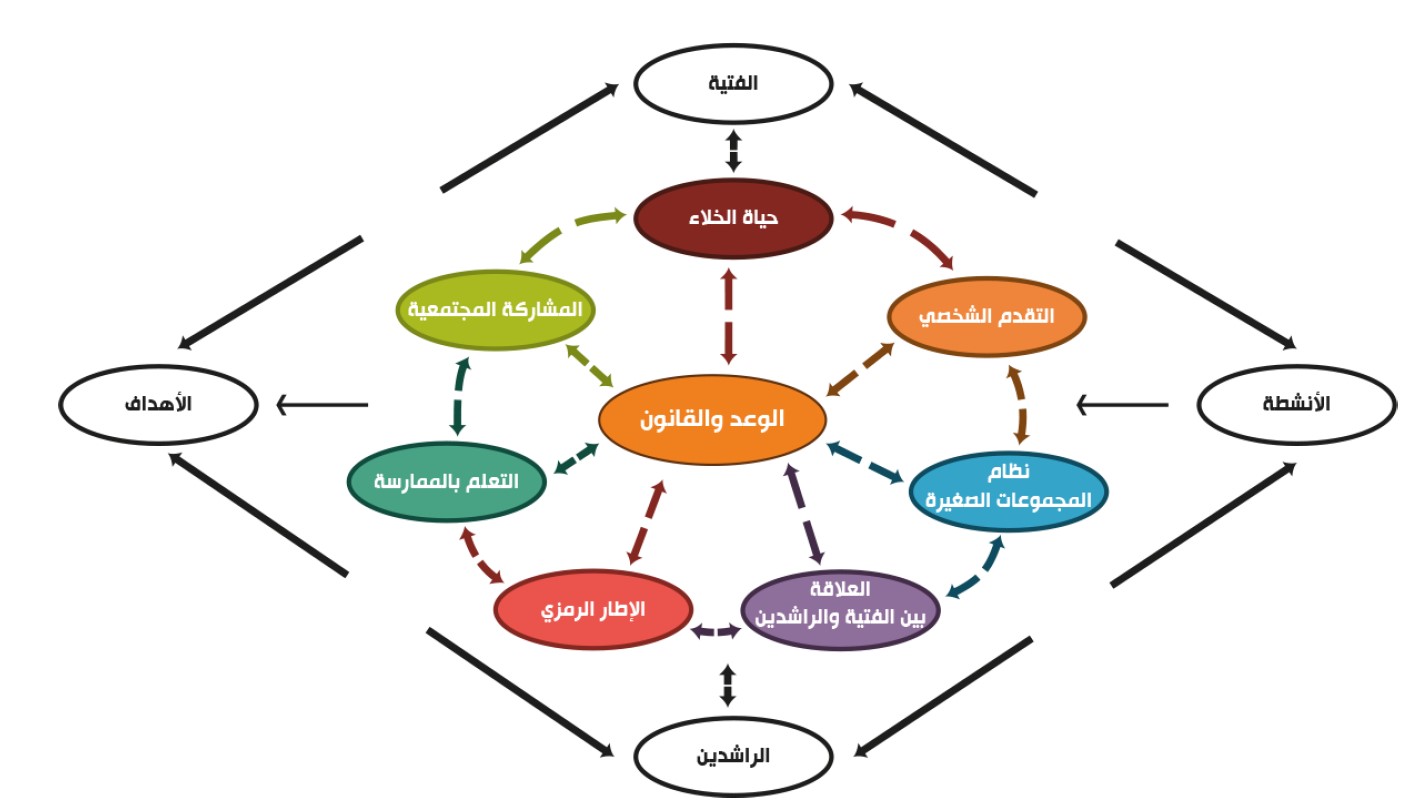 الفتية
حياة الخلاء
المشاركة المجتمعية
التقدم الشخصي
الأهداف
الأنشطة
الوعد والقانون
التعلم بالممارسة
نظام
المجموعات الصغيرة
الإطار الرمزي
العلاقة
بين الفتية والراشدين
الراشدين